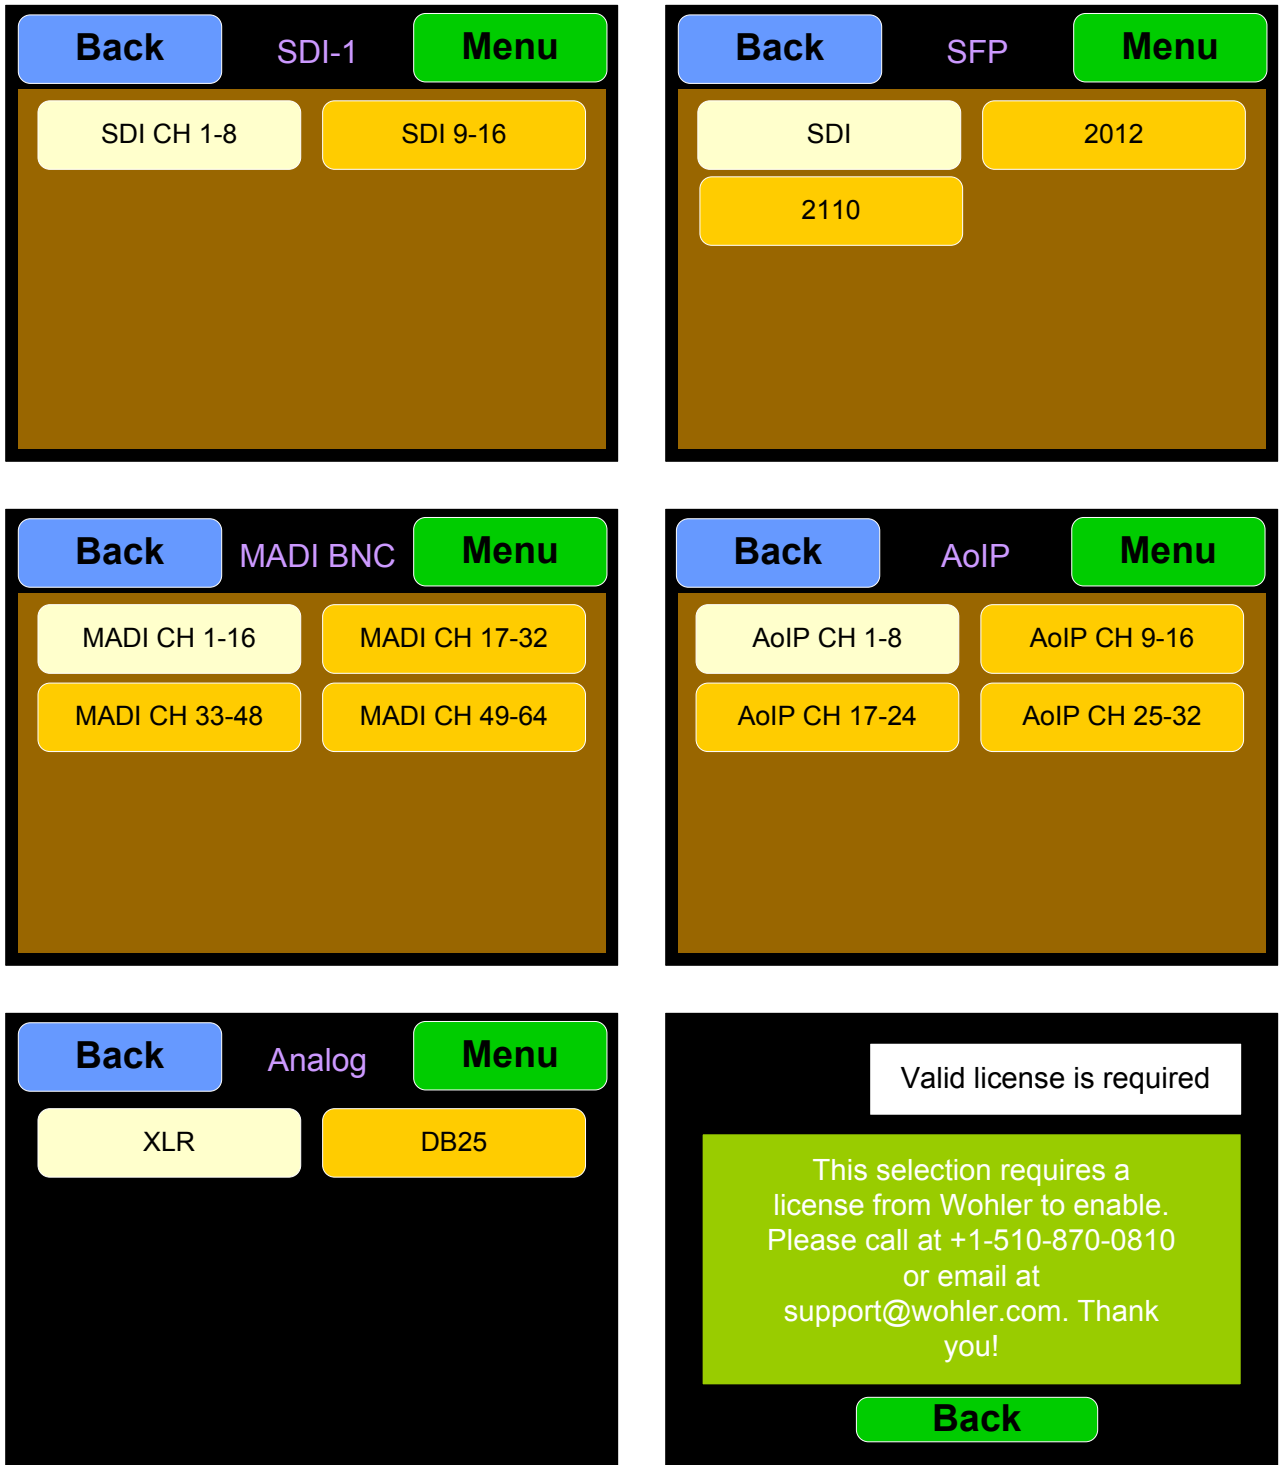 Back SDI-1 Menu
SDI CH 1-8 SDI 9-16
Back SFP Menu
SDI 2012
2110
Back MADI BNC Menu
MADI CH 1-16 MADI CH 17-32
MADI CH 33-48 MADI CH 49-64
Back AoIP Menu
AoIP CH 1-8 AoIP CH 9-16
AoIP CH 17-24 AoIP CH 25-32
Back Analog Menu
XLR DB25
Valid license is required
This selection requires a
license from Wohler to enable.
Please call at +1-510-870-0810
or email at
support@wohler.com. Thank
you!
Back